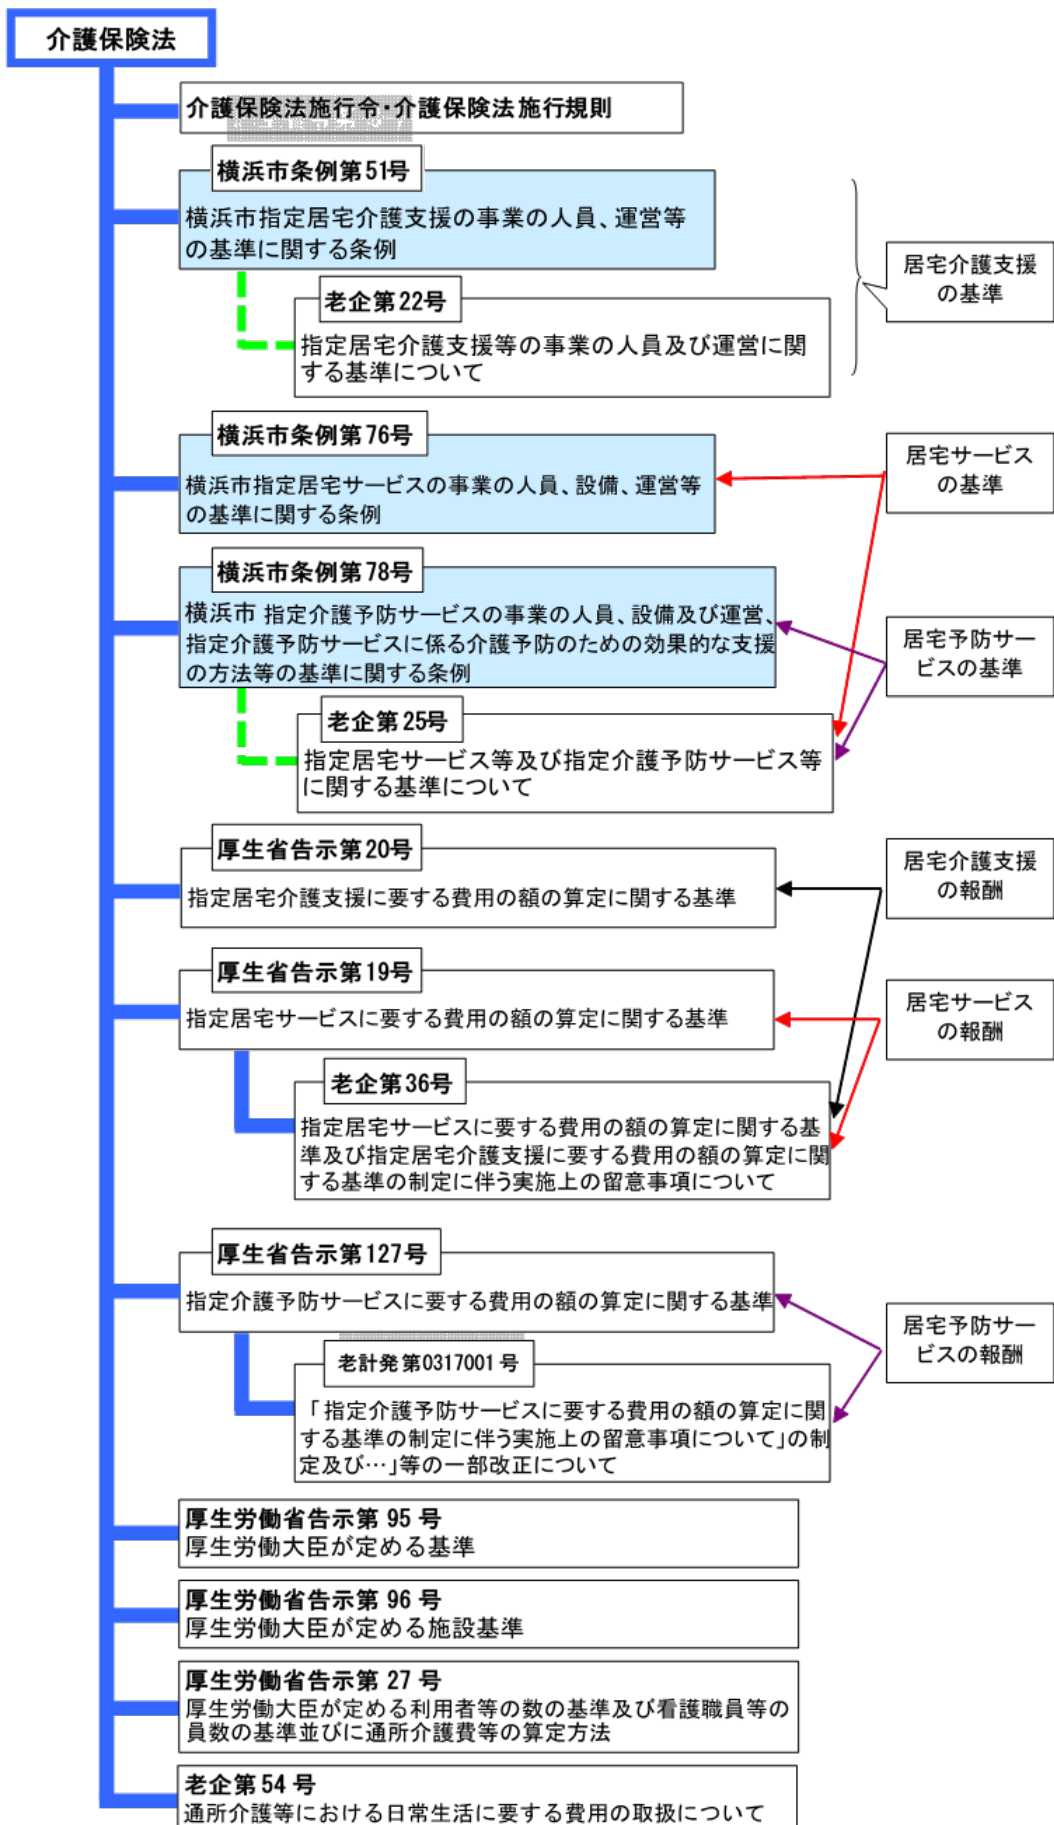 介護保険法
介護保険法施行令・介護保険法施行規則
横浜市条例第51号
横浜市指定居宅介護支援の事業の人員、運営等
の基準に関する条例
居宅介護支援
の基準
老企第22号
指定居宅介護支援等の事業の人員及び運営に関
する基準について
横浜市条例第76号
横浜市指定居宅サービスの事業の人員、設備、運営等
の基準に関する条例
居宅サービス
の基準
横浜市条例第78号
横浜市 指定介護予防サービスの事業の人員、設備及び運営、
指定介護予防サービスに係る介護予防のための効果的な支援
の方法等の基準に関する条例
居宅予防サー
ビスの基準
老企第25号
指定居宅サービス等及び指定介護予防サービス等
に関する基準について
厚生省告示第20号
指定居宅介護支援に要する費用の額の算定に関する基準
居宅介護支援
の報酬
厚生省告示第19号
指定居宅サービスに要する費用の額の算定に関する基準
居宅サービス
の報酬
老企第36号
指定居宅サービスに要する費用の額の算定に関する基
準及び指定居宅介護支援に要する費用の額の算定に関
する基準の制定に伴う実施上の留意事項について
厚生省告示第127号
指定介護予防サービスに要する費用の額の算定に関する基準
居宅予防サー
ビスの報酬
老計発第0317001号
「指定介護予防サービスに要する費用の額の算定に関
する基準の制定に伴う実施上の留意事項について」の制
定及び…」等の一部改正について
厚生労働省告示第 95 号
厚生労働大臣が定める基準
厚生労働省告示第 96 号
厚生労働大臣が定める施設基準
厚生労働省告示第 27 号
厚生労働大臣が定める利用者等の数の基準及び看護職員等の
員数の基準並びに通所介護費等の算定方法
老企第 54 号
通所介護等における日常生活に要する費用の取扱について